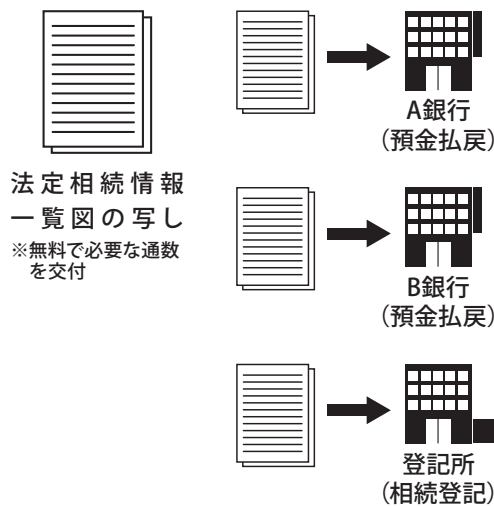 法定相続情報
一覧図の写し
※無料で必要な通数
を交付
A銀行
（預金払戻）
B銀行
（預金払戻）
登記所
（相続登記）